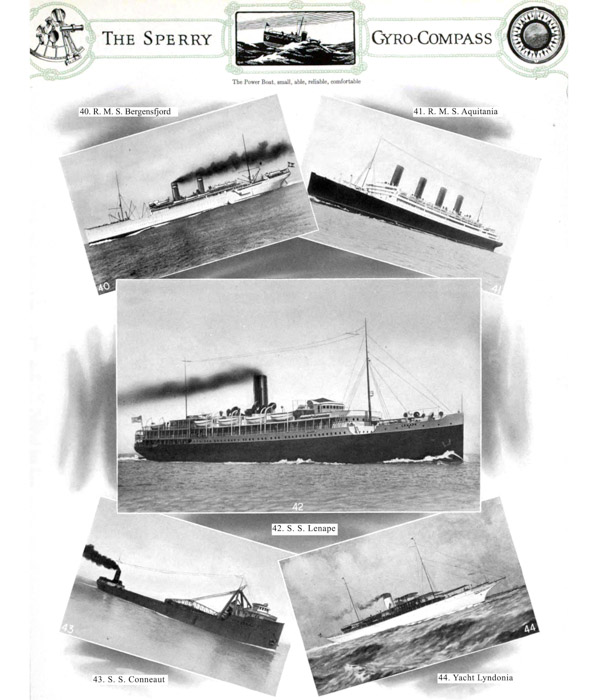 THE SPERRY GYRO-COMPASS
The Power Boat, small, able, reliable, comfortable
40. R. M. S. Bergensfjord
41. R. M. S. Aquitania
40
41
42
42. S. S. Lenape
43
44
43. S. S. Conneaut
44. Yacht Lyndonia